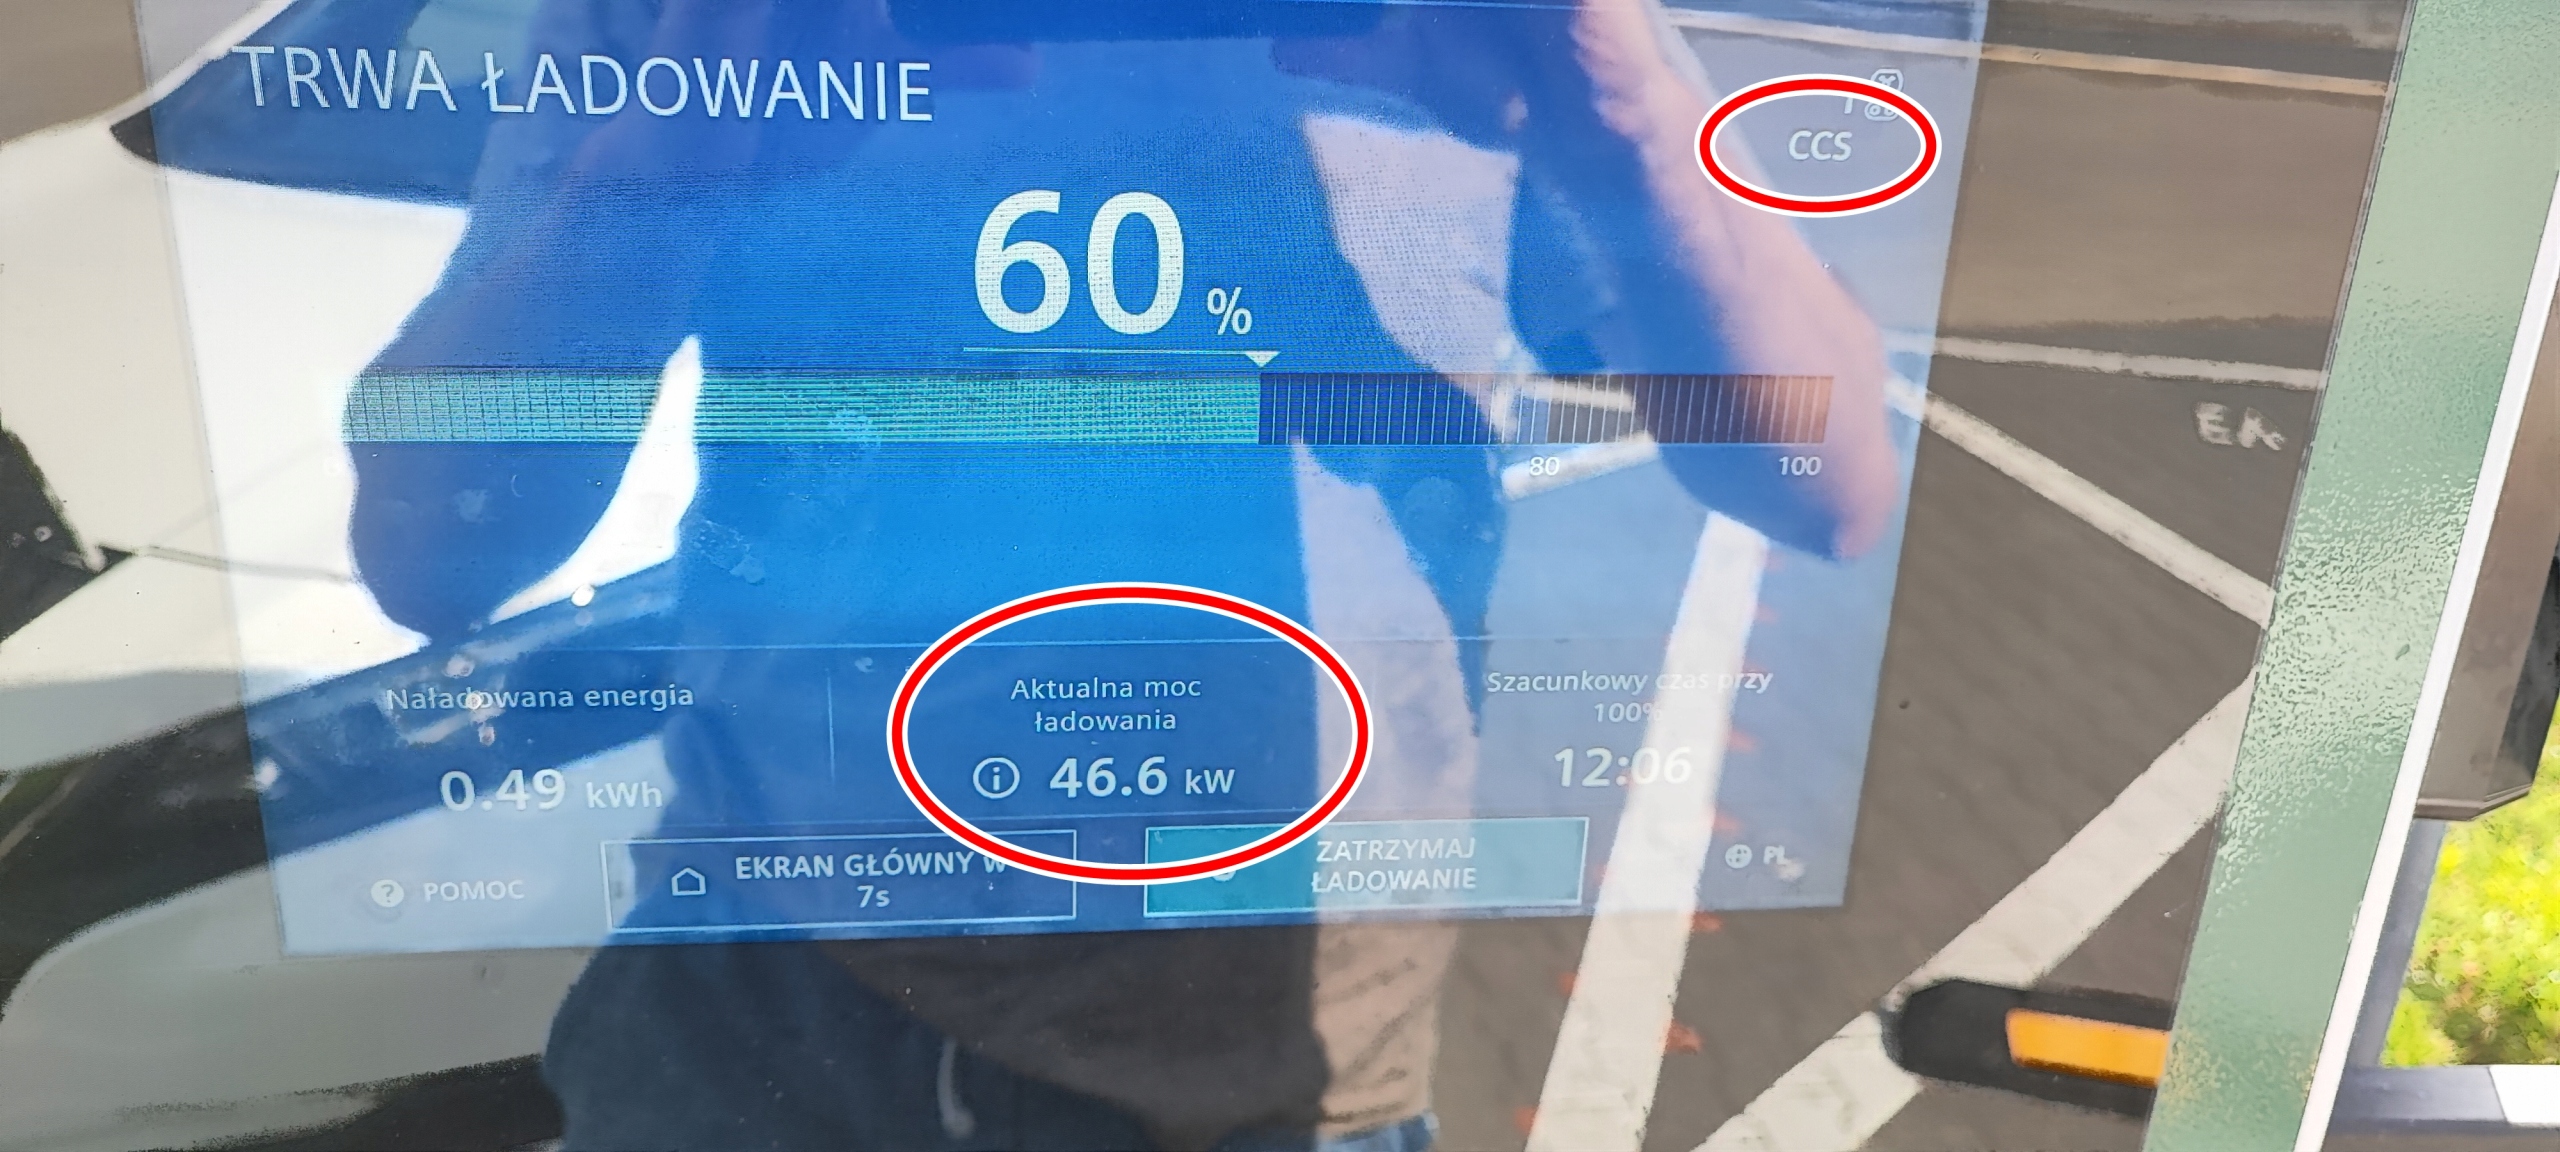 TRWA ŁADOWANIE
1
CCS
60 %
80
100
Naładowana energia
0.49 kWh
Aktualna moc
ładowania
46.6 kW
Szacunkowy czas przy
100%
12:06
POMOC
EKRAN GŁÓWNY W
7s
ZATRZYMAJ
ŁADOWANIE
PL